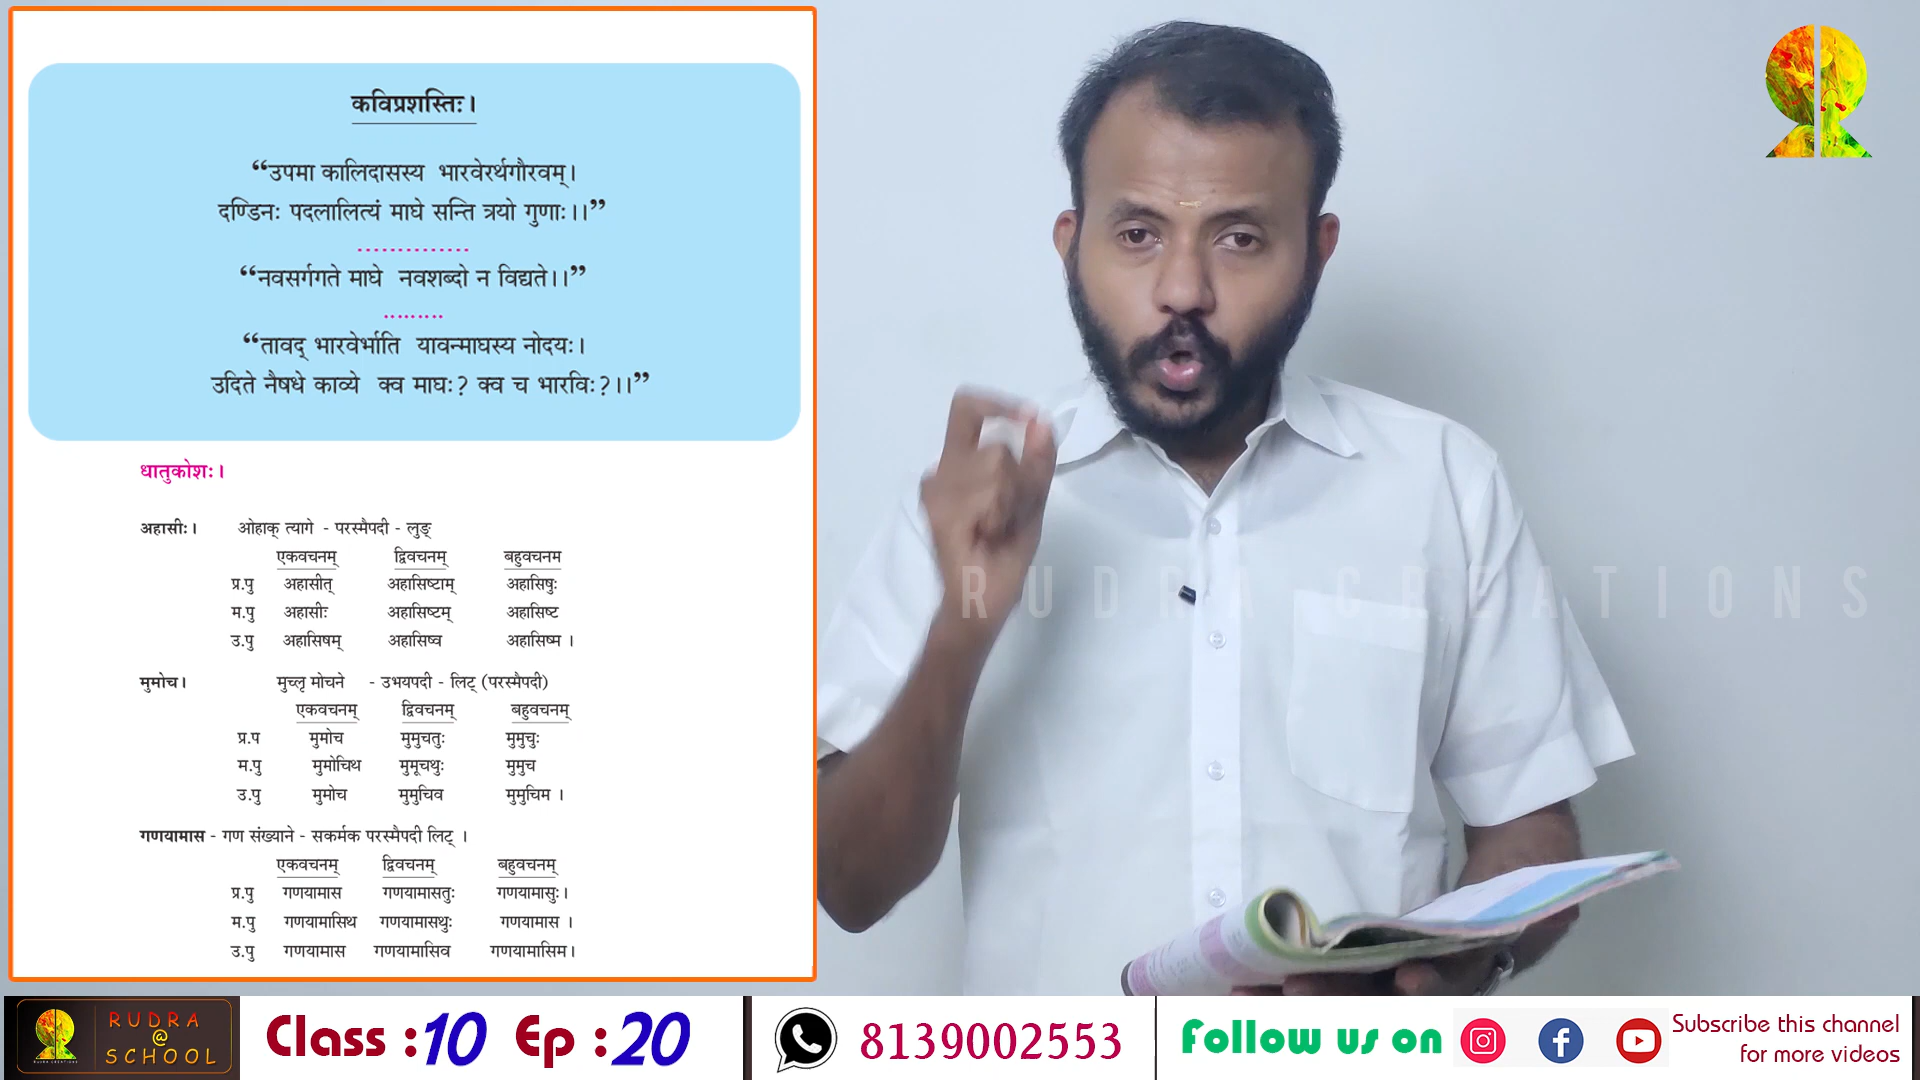 कविप्रशस्तिः।
“उपमा कालिदासस्य भारवेरर्थगौरवम्।
दण्डिनः पदलालित्यं माघे सन्ति त्रयो गुणाः।।”
..............
“नवसर्गगते माघे नवशब्दो न विद्यते।।”
.........
“तावद् भारवेर्भाति यावन्माघस्य नोदयः।
उदिते नैषधे काव्ये क्व माघः? क्व च भारविः?।।”
धातुकोशः।
अहासीः। ओहाक् त्यागे - परस्मैपदी - लुङ्
एकवचनम् द्विवचनम् बहुवचनम
प्र.पु अहासीत् अहासिष्टाम् अहासिषुः
म.पु अहासीः अहासिष्टम् अहासिष्ट
उ.पु अहासिषम् अहासिष्व अहासिष्म ।
मुमोच। मुच्लृ मोचने - उभयपदी - लिट् (परस्मैपदी)
एकवचनम् द्विवचनम् बहुवचनम्
प्र.प मुमोच मुमुचतुः मुमुचुः
म.पु मुमोचिथ मुमूचथुः मुमुच
उ.पु मुमोच मुमुचिव मुमुचिम ।
गणयामास - गण संख्याने - सकर्मक परस्मैपदी लिट् ।
एकवचनम् द्विवचनम् बहुवचनम्
प्र.पु गणयामास गणयामासतुः गणयामासुः।
म.पु गणयामासिथ गणयामासथुः गणयामास ।
उ.पु गणयामास गणयामासिव गणयामासिम।
RUDRA CREATIONS
RUDRA
@
SCHOOL
Class :10 Ep :20
8139002553
Follow us on
Subscribe this channel
for more videos